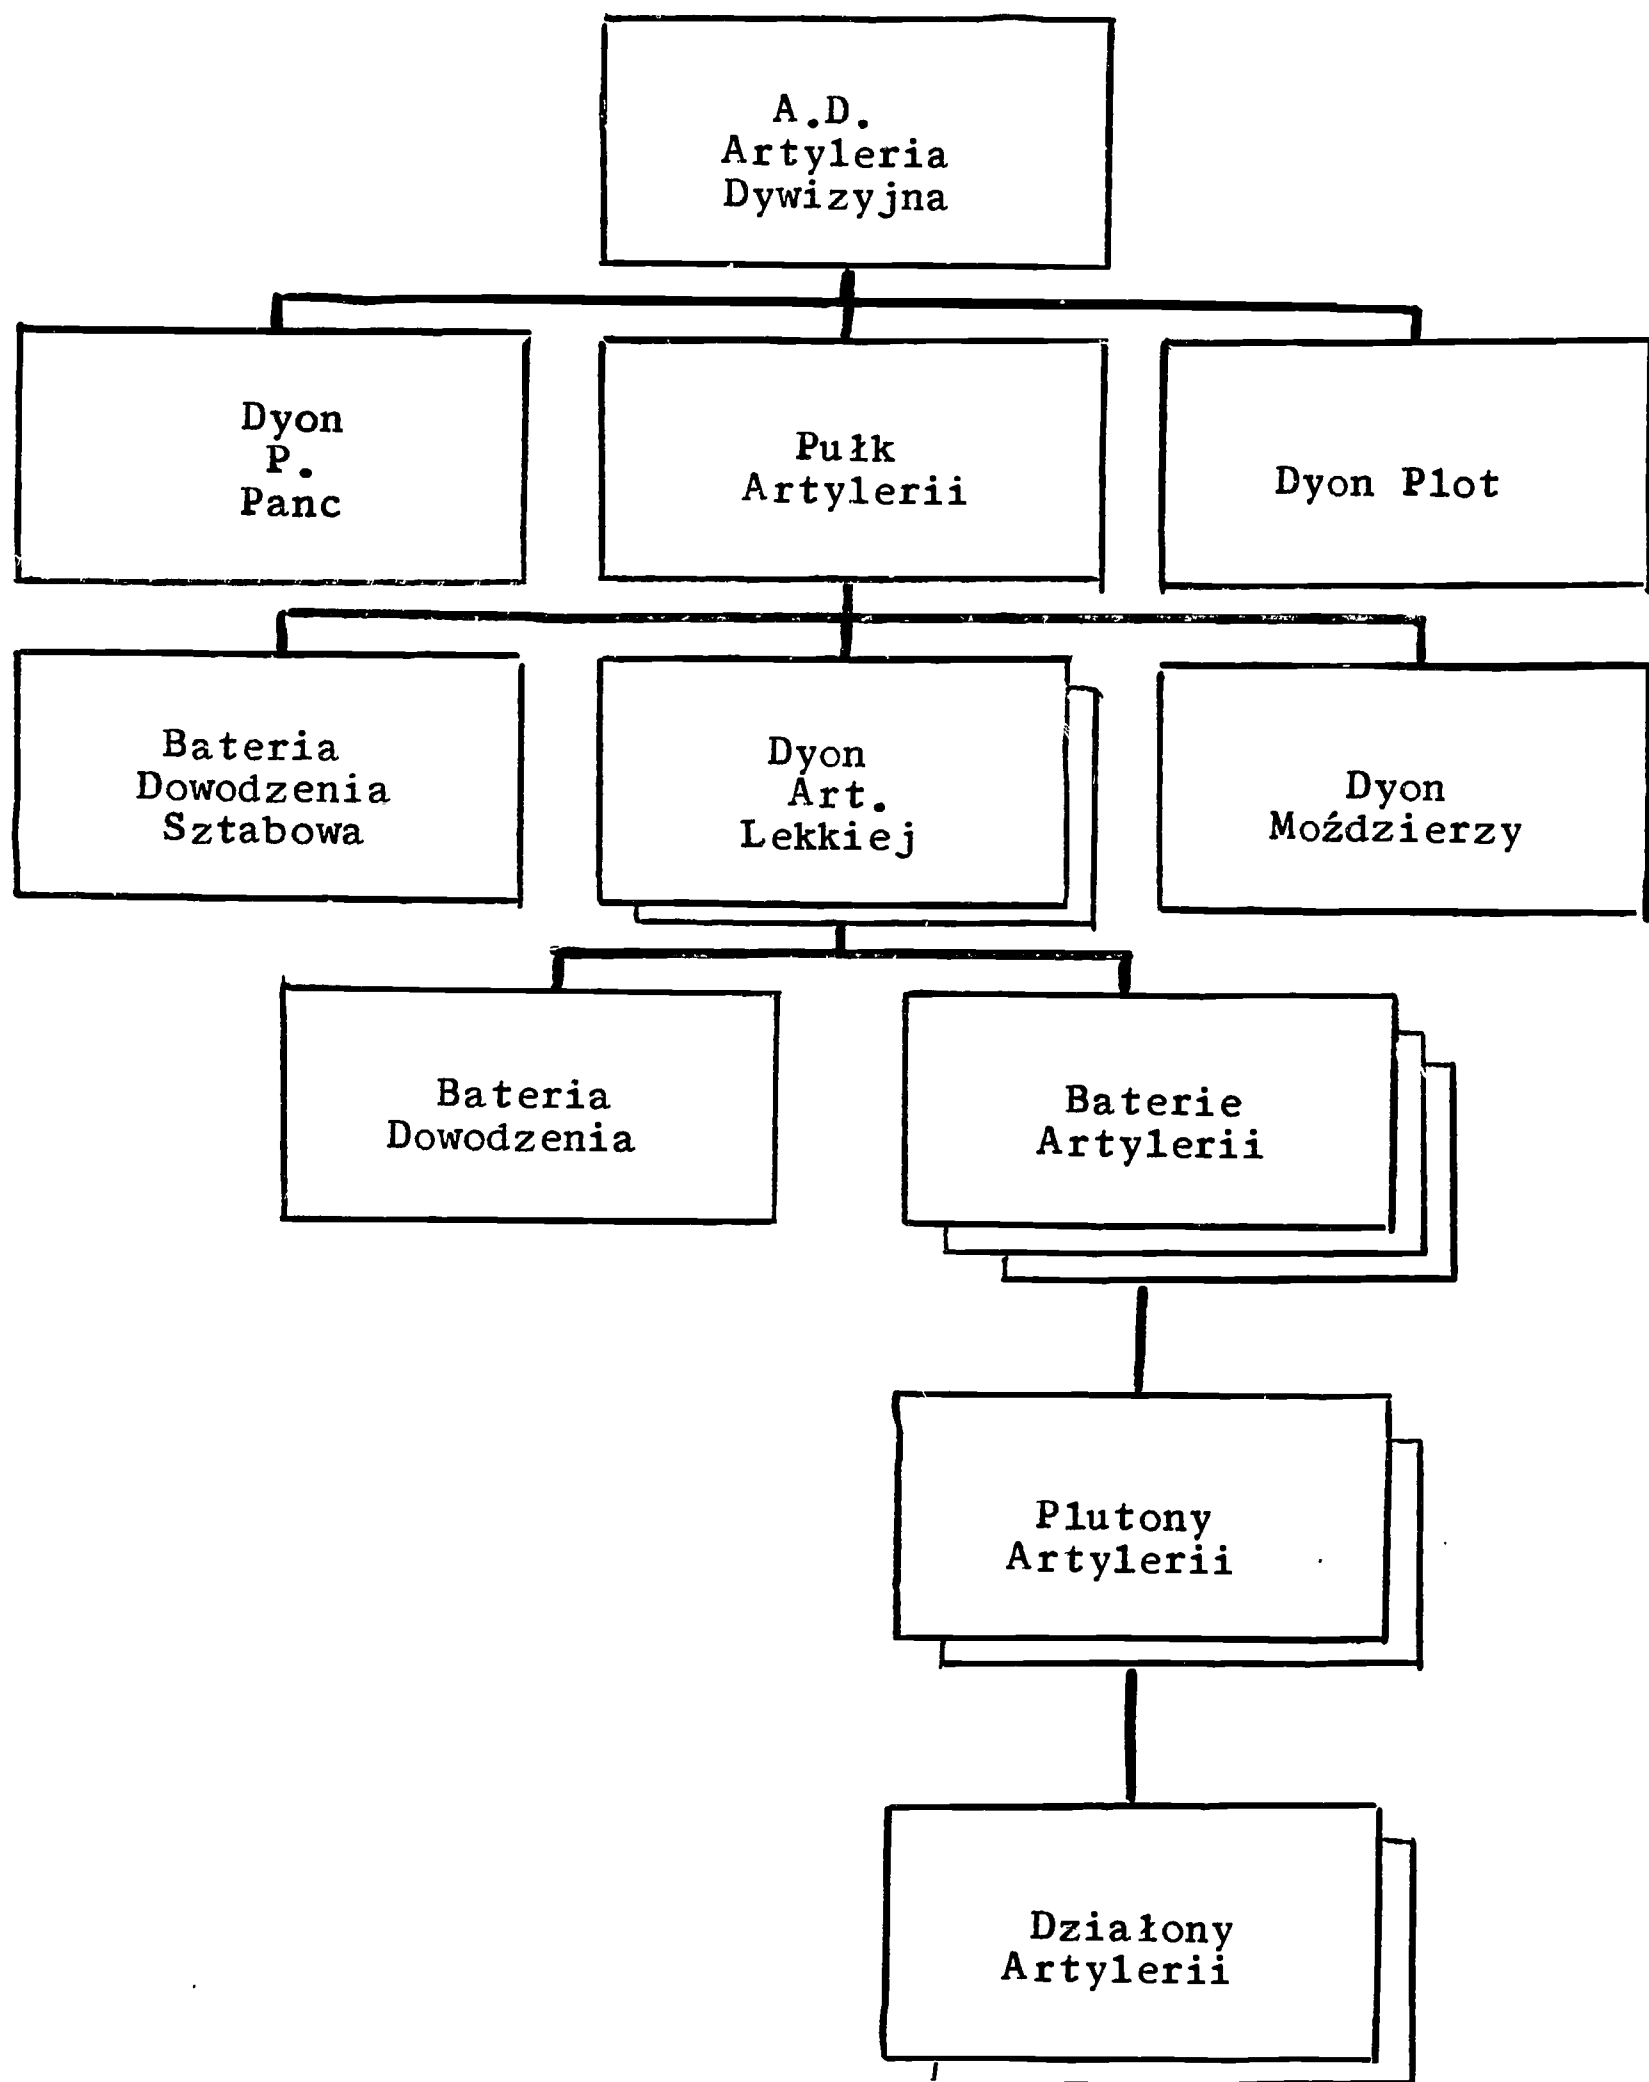 A.D.
Artyleria
Dywizyjna
Dyon
P.
Panc
Pułk
Artylerii
Dyon Plot
Bateria
Dowodzenia
Sztabowa
Dyon
Art.
Lekkiej
Dyon
Moździerzy
Bateria
Dowodzenia
Baterie
Artylerii
Plutony
Artylerii
Działony
Artylerii